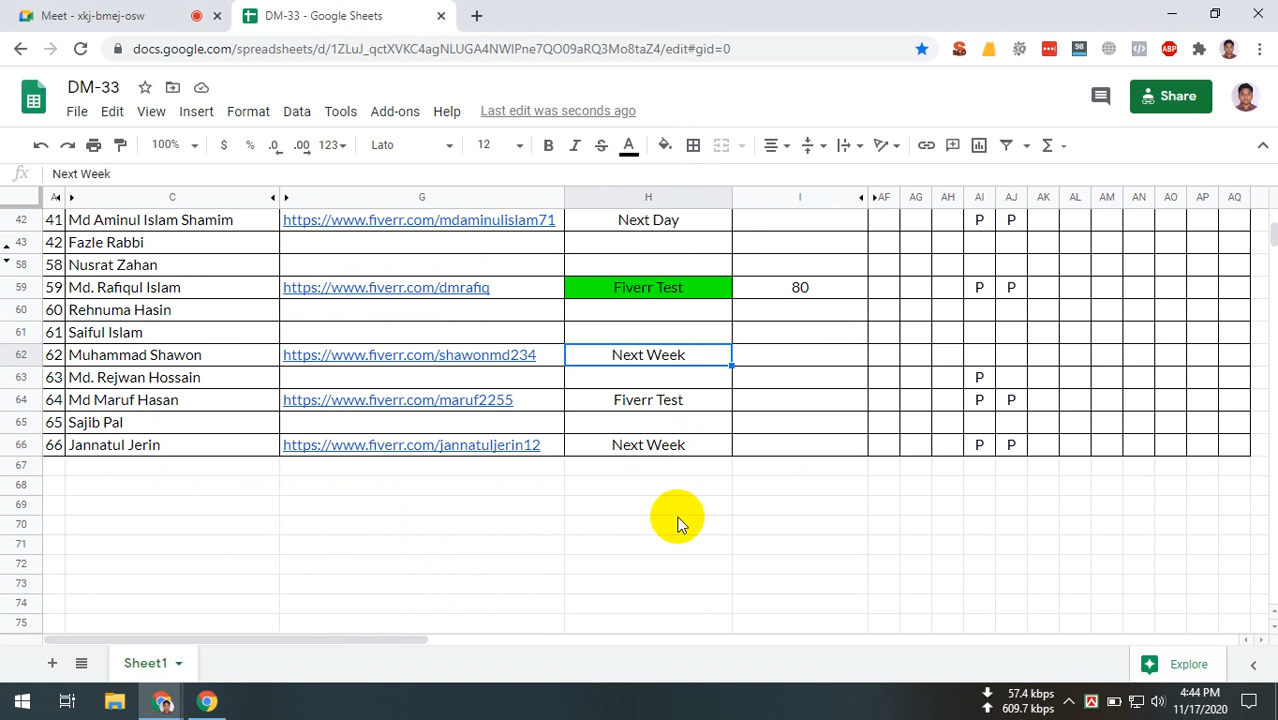 Meet - xkj-bmej-osw
DM-33 - Google Sheets
docs.google.com/spreadsheets/d/1ZLuJ_qctXVKC4agNLUGA4NWIPne7QO09aRQ3Mo8taZ4/edit#gid=0
DM-33
File Edit View Insert Format Data Tools Add-ons Help Last edit was seconds ago
Share
100% $ % .0 .00 123 Lato 12 B I S A
fx Next Week
A C G H I AF AG AH AI AJ AK AL AM AN AO AP AQ
42 41 Md Aminul Islam Shamim https://www.fiverr.com/mdaminulislam71 Next Day P P
43 42 Fazle Rabbi
58 58 Nusrat Zahan
59 59 Md. Rafiqul Islam https://www.fiverr.com/dmrafiq Fiverr Test 80 P P
60 60 Rehnuma Hasin
61 61 Saiful Islam
62 62 Muhammad Shawon https://www.fiverr.com/shawonmd234 Next Week
63 63 Md. Rejwan Hossain P
64 64 Md Maruf Hasan https://www.fiverr.com/maruf2255 Fiverr Test P P
65 65 Sajib Pal
66 66 Jannatul Jerin https://www.fiverr.com/jannatuljerin12 Next Week P P
67
68
69
70
71
72
73
74
75
Sheet1
Explore
57.4 kbps
609.7 kbps
4:44 PM
11/17/2020